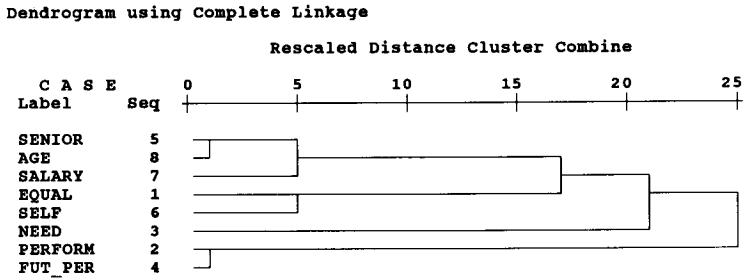 Dendrogram using Complete Linkage
Rescaled Distance Cluster Combine
C A S E 0 5 10 15 20 25
Label Seq
SENIOR 5
AGE 8
SALARY 7
EQUAL 1
SELF 6
NEED 3
PERFORM 2
FUT_PER 4